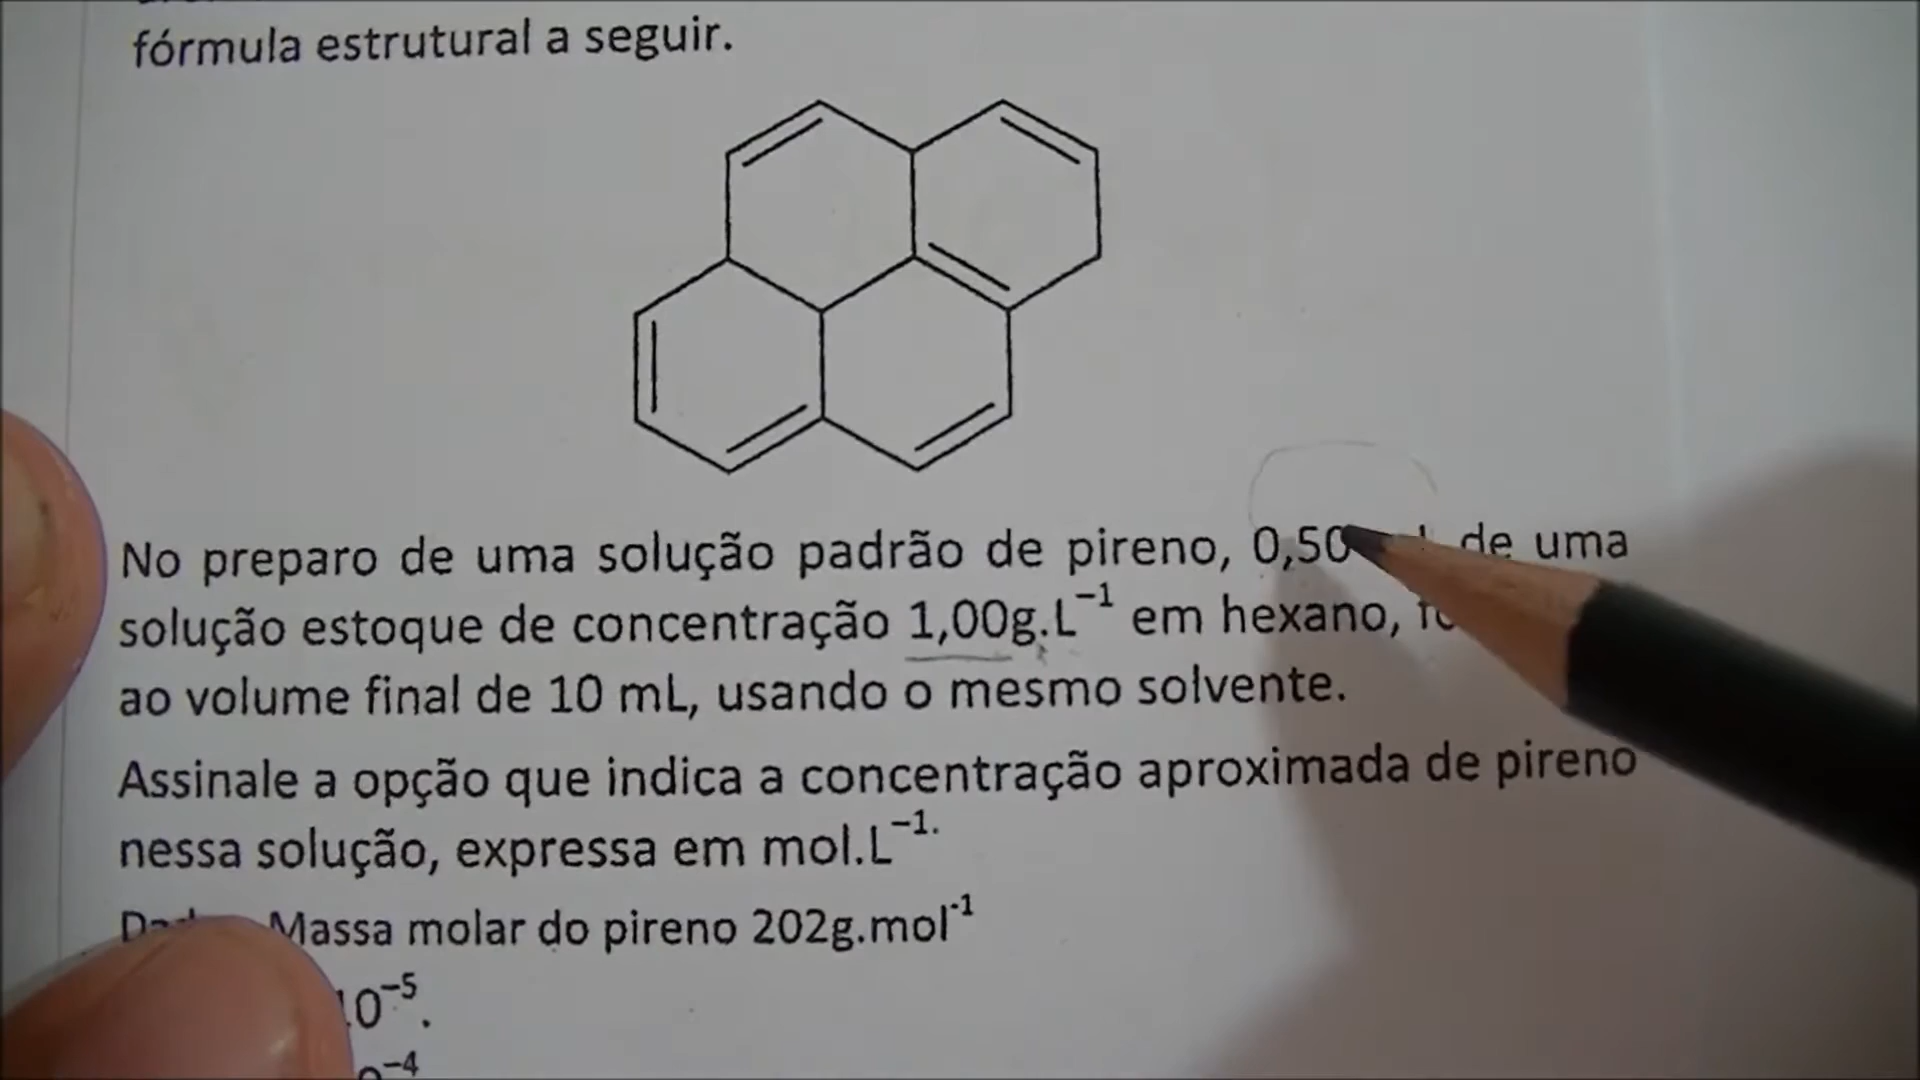 fórmula estrutural a seguir.
No preparo de uma solução padrão de pireno, 0,50 de uma
solução estoque de concentração 1,00g.L⁻¹ em hexano,
ao volume final de 10 mL, usando o mesmo solvente.
Assinale a opção que indica a concentração aproximada de pireno
nessa solução, expressa em mol.L⁻¹.
Massa molar do pireno 202g.mol⁻¹
10⁻⁵.